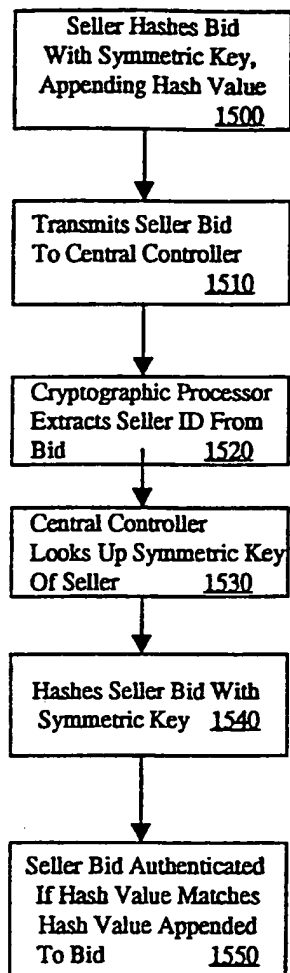 Seller Hashes Bid
With Symmetric Key,
Appending Hash Value
1500
Transmits Seller Bid
To Central Controller
1510
Cryptographic Processor
Extracts Seller ID From
Bid 1520
Central Controller
Looks Up Symmetric Key
Of Seller 1530
Hashes Seller Bid With
Symmetric Key 1540
Seller Bid Authenticated
If Hash Value Matches
Hash Value Appended
To Bid 1550